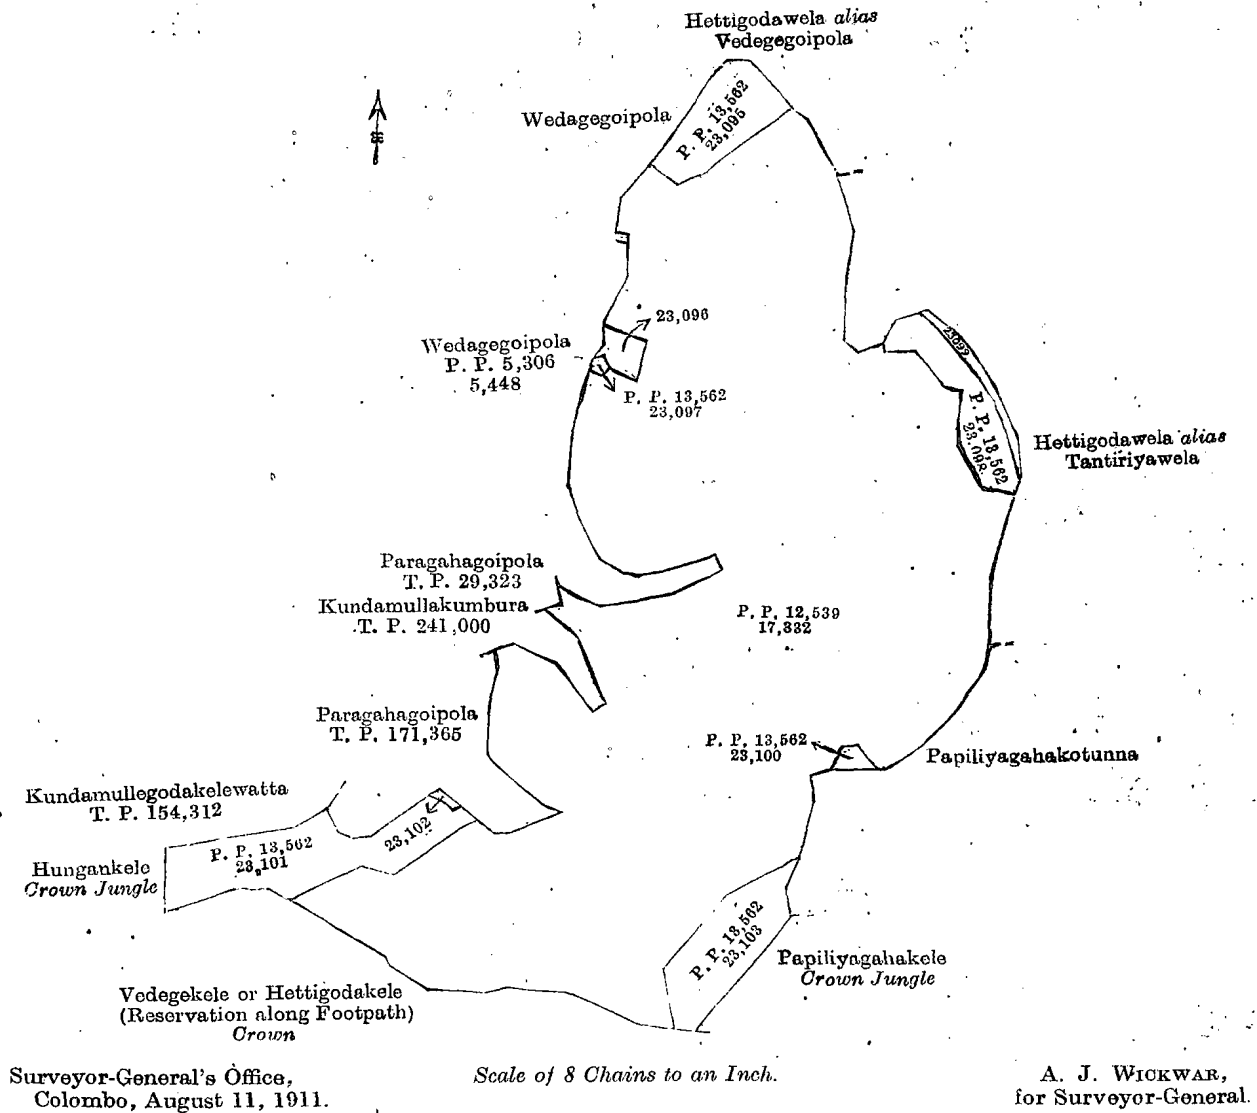 Hettigodawela alias
Vedegegoipola
Wedagegoipola
P. P. 13,562
23,095
23,096
Wedagegoipola
P. P. 5,306
5,448
P. P. 13,562
23,097
23092
P. P. 13,562
23.098
Hettigodawela alias
Tantiriyawela
Paragahagoipola
T. P. 29,323
Kundamullakumbura
T. P. 241,000
P. P. 12,539
17,832
Paragahagoipola
T. P. 171,365
P. P. 13,562
23,100
Papiliyagahakotunna
Kundamullegodakelewatta
T. P. 154,312
P. P. 13,562
23,101
23,102
Hungankele
Crown Jungle
P. P. 13,562
23,103
Papiliyagahakele
Crown Jungle
Vedegekele or Hettigodakele
(Reservation along Footpath)
Crown
Surveyor-General's Office,
Colombo, August 11, 1911.
Scale of 8 Chains to an Inch.
A. J. WICKWAR,
for Surveyor-General.